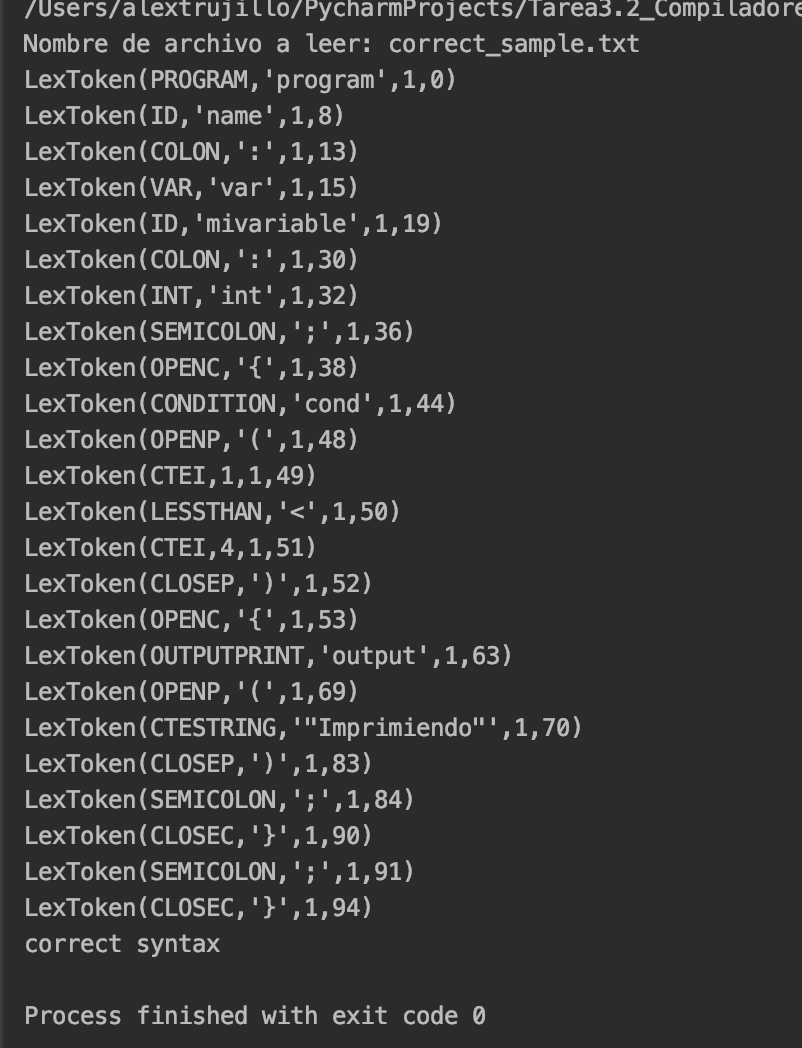 /Users/alextrujillo/PycharmProjects/Tarea3.2_Compiladore
Nombre de archivo a leer: correct_sample.txt
LexToken(PROGRAM,'program',1,0)
LexToken(ID,'name',1,8)
LexToken(COLON,':',1,13)
LexToken(VAR,'var',1,15)
LexToken(ID,'mivariable',1,19)
LexToken(COLON,':',1,30)
LexToken(INT,'int',1,32)
LexToken(SEMICOLON,';',1,36)
LexToken(OPENC,'{',1,38)
LexToken(CONDITION,'cond',1,44)
LexToken(OPENP,'(',1,48)
LexToken(CTEI,1,1,49)
LexToken(LESSTHAN,'<',1,50)
LexToken(CTEI,4,1,51)
LexToken(CLOSEP,')',1,52)
LexToken(OPENC,'{',1,53)
LexToken(OUTPUTPRINT,'output',1,63)
LexToken(OPENP,'(',1,69)
LexToken(CTESTRING,'"Imprimiendo"',1,70)
LexToken(CLOSEP,')',1,83)
LexToken(SEMICOLON,';',1,84)
LexToken(CLOSEC,'}',1,90)
LexToken(SEMICOLON,';',1,91)
LexToken(CLOSEC,'}',1,94)
correct syntax
Process finished with exit code 0